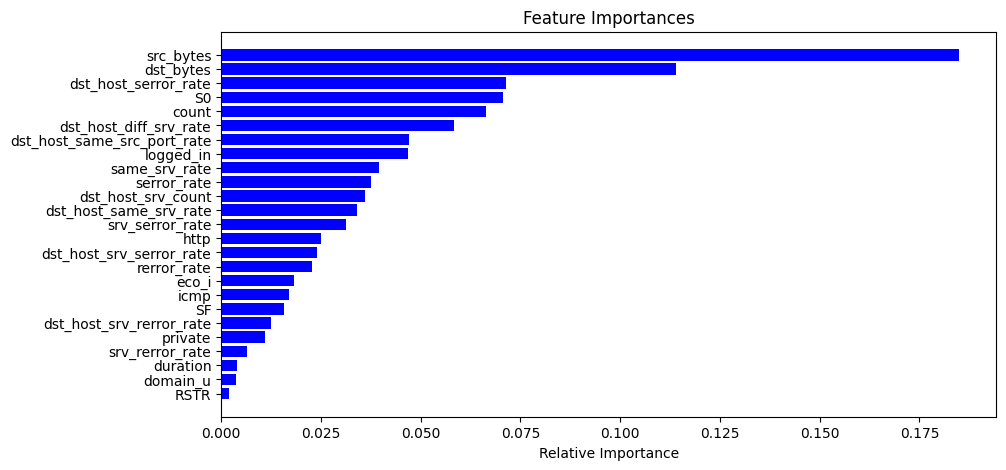 Feature Importances
src_bytes
dst_bytes
dst_host_serror_rate
S0
count
dst_host_diff_srv_rate
dst_host_same_src_port_rate
logged_in
same_srv_rate
serror_rate
dst_host_srv_count
dst_host_same_srv_rate
srv_serror_rate
http
dst_host_srv_serror_rate
rerror_rate
eco_i
icmp
SF
dst_host_srv_rerror_rate
private
srv_rerror_rate
duration
domain_u
RSTR
0.000 0.025 0.050 0.075 0.100 0.125 0.150 0.175
Relative Importance